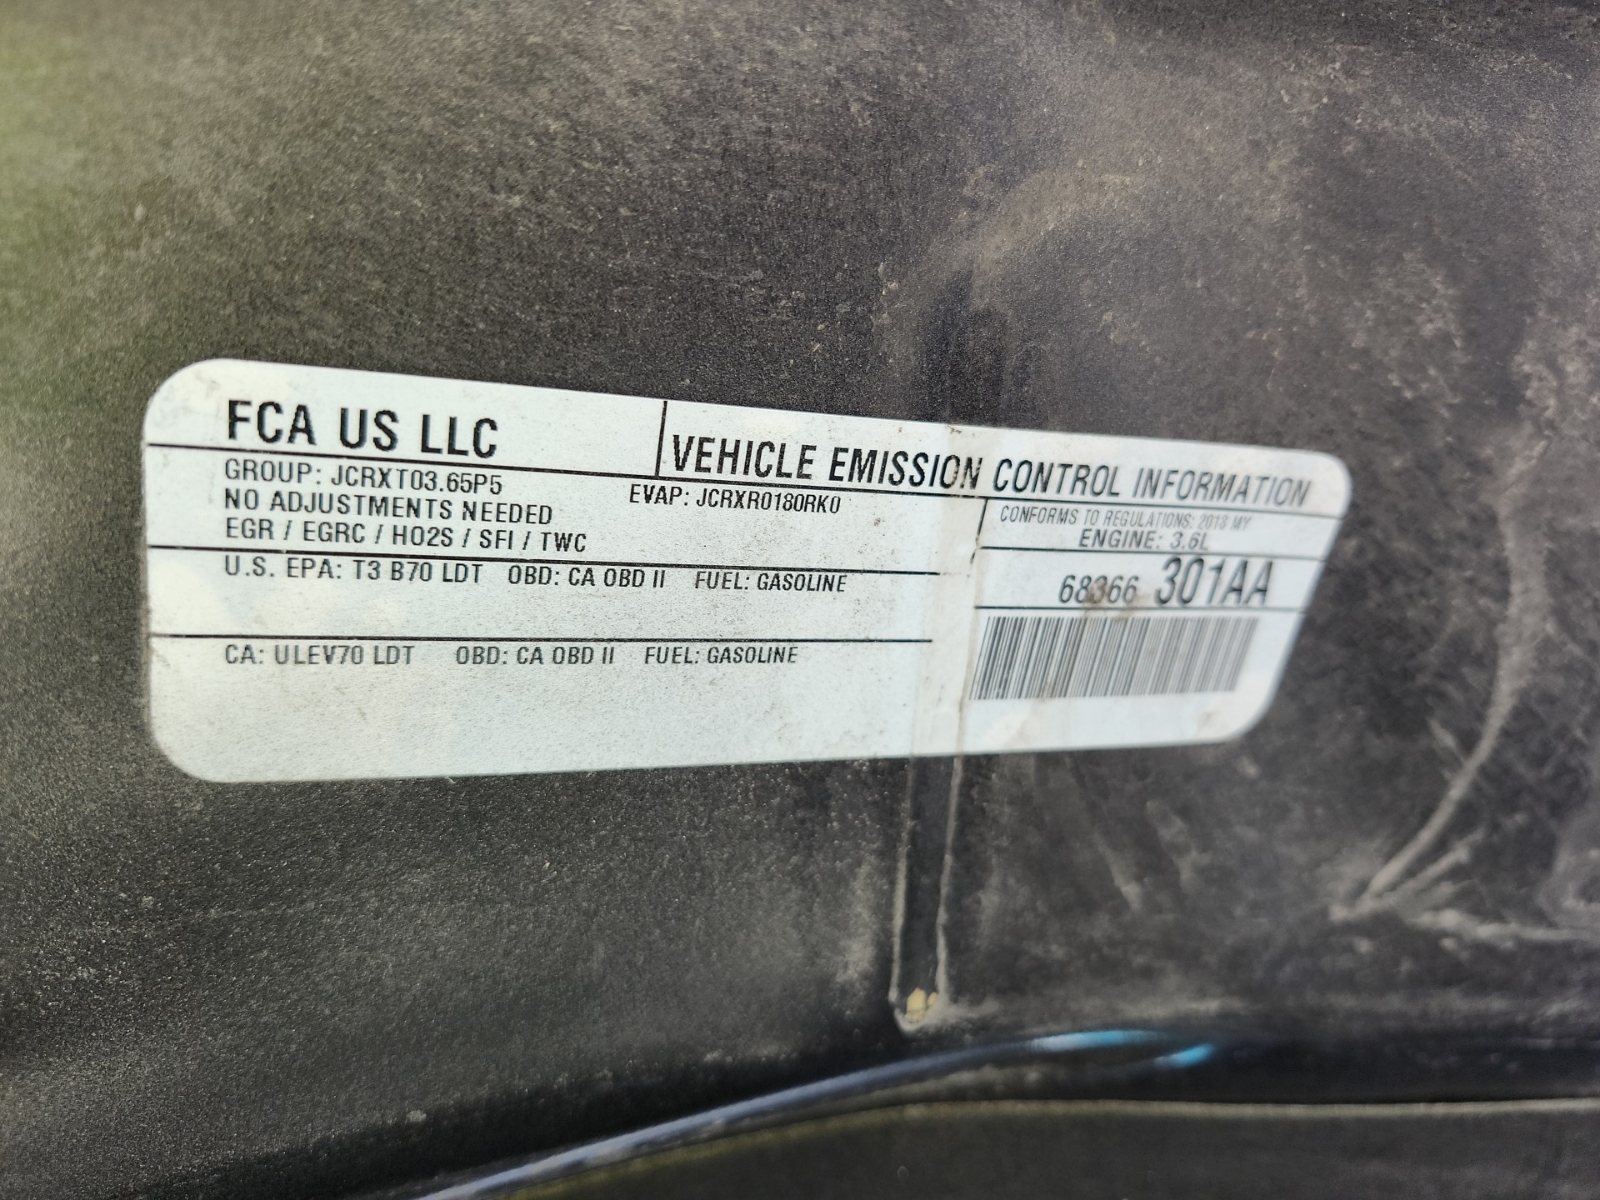 FCA US LLC
VEHICLE EMISSION CONTROL INFORMATION
GROUP: JCRXT03.65P5
EVAP: JCRXR0180RK0
NO ADJUSTMENTS NEEDED
EGR / EGRC / HO2S / SFI / TWC
CONFORMS TO REGULATIONS: 2018 MY
ENGINE: 3.6L
U.S. EPA: T3 B70 LDT OBD: CA OBD II FUEL: GASOLINE
68366 301AA
CA: ULEV70 LDT OBD: CA OBD II FUEL: GASOLINE